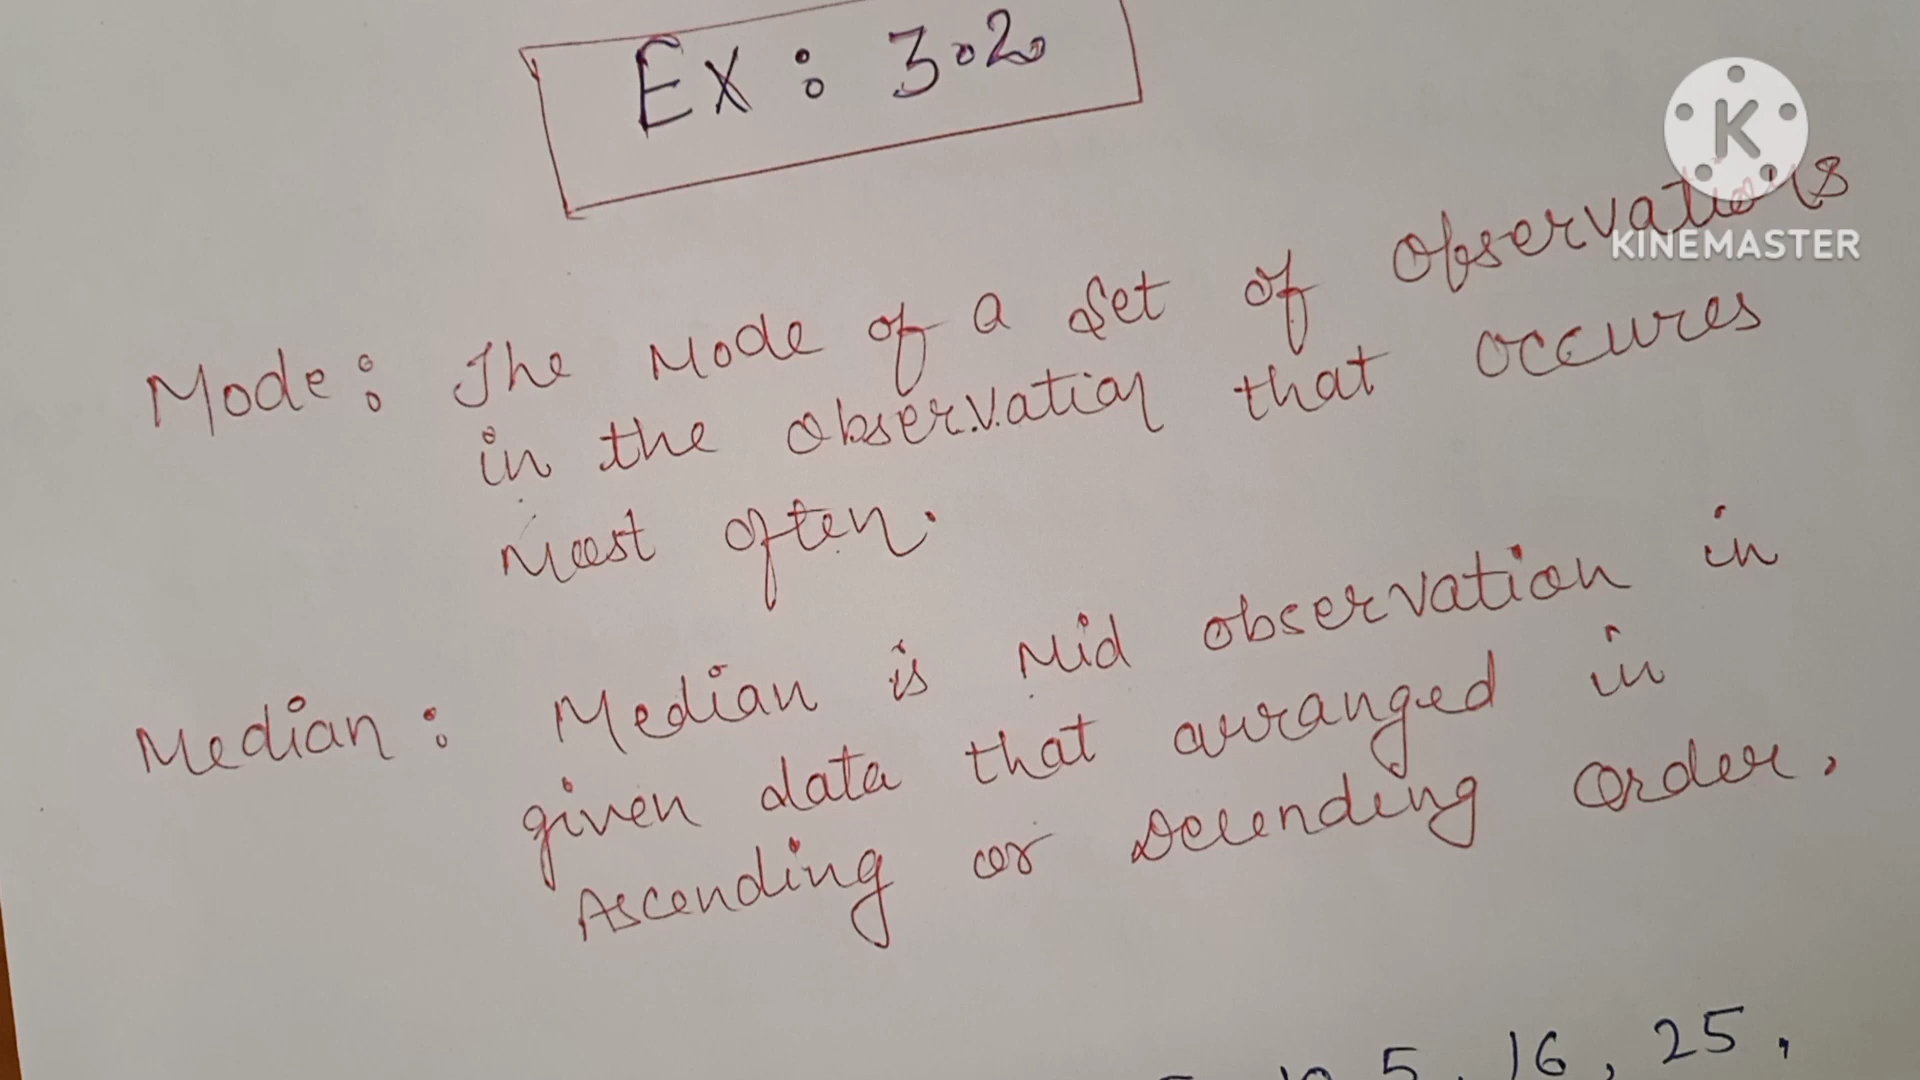 EX : 3.2
K
KINEMASTER
Mode : The Mode of a set of observations
in the observation that occures
most often.
Median : Median is Mid observation in
given data that arranged in
Ascending or Decending order.
5, 16, 25,